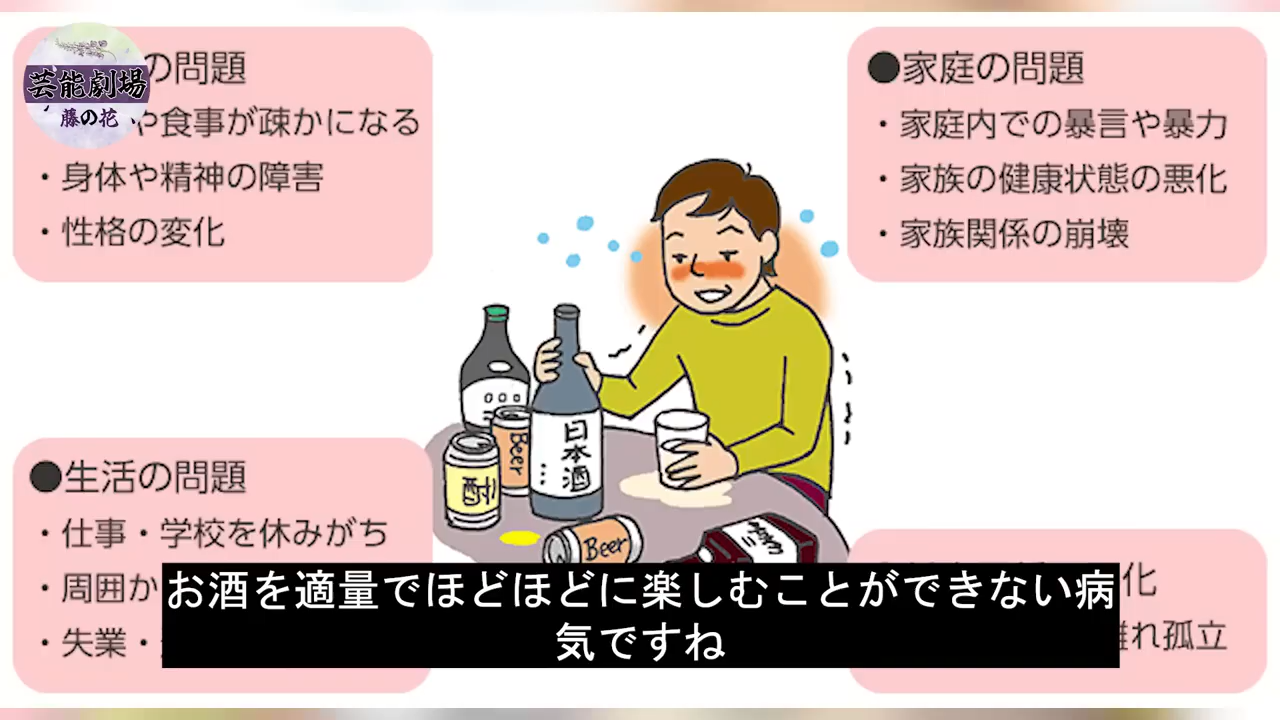 芸能劇場
藤の花
の問題
や食事が疎かになる
・身体や精神の障害
・性格の変化
●家庭の問題
・家庭内での暴言や暴力
・家族の健康状態の悪化
・家族関係の崩壊
日本酒
Beer
酎
Beer
●生活の問題
・仕事・学校を休みがち
・周囲か
・失業・
化
離れ孤立
お酒を適量でほどほどに楽しむことができない病
気ですね